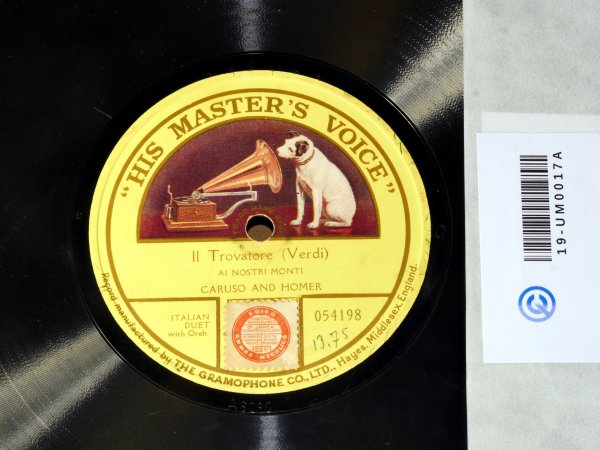 "HIS MASTER'S VOICE"
Il Trovatore (Verdi)
AI NOSTRI MONTI
CARUSO AND HOMER
ITALIAN
DUET
with Orch
054198
13.75
EDIFO
Record manufactured by THE GRAMOPHONE CO., LTD., Hayes, Middlesex, England.
19-UM0017A